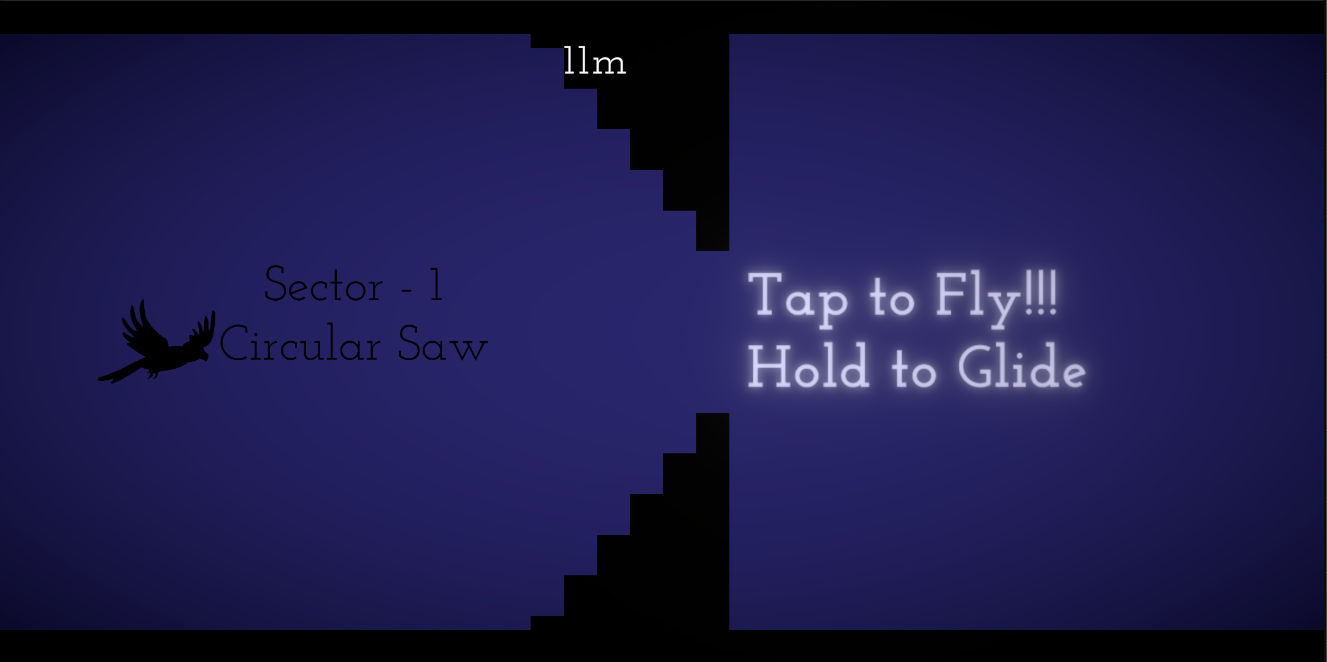 11m
Sector - 1
Circular Saw
Tap to Fly!!!
Hold to Glide